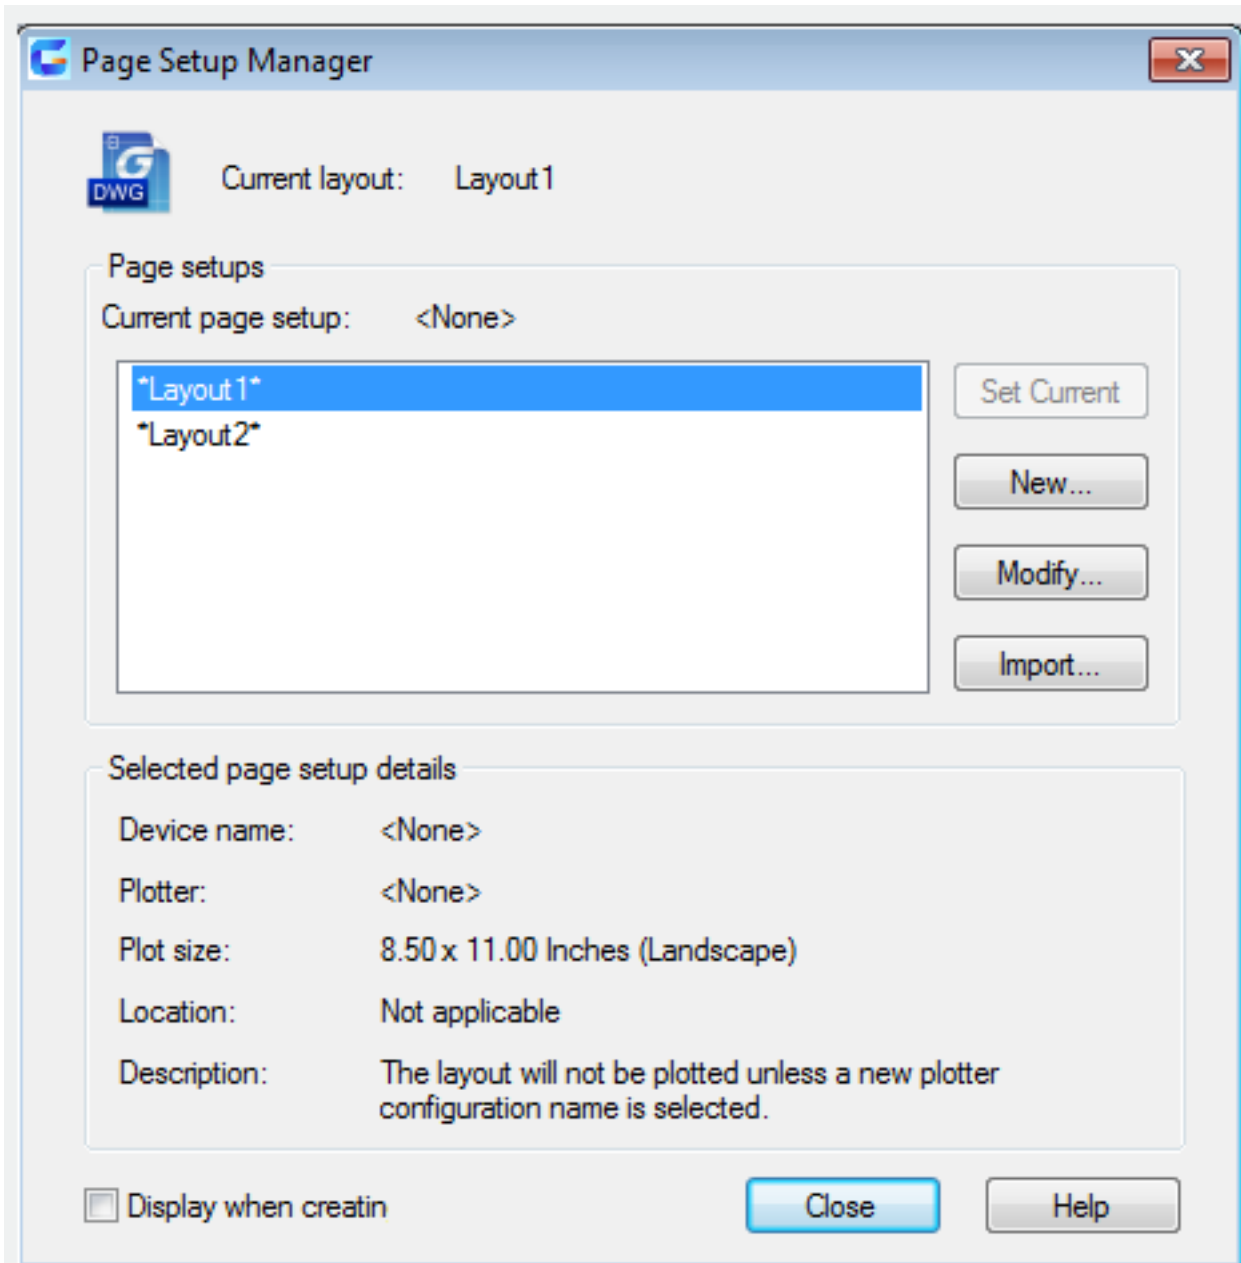 Page Setup Manager
DWG
Current layout: Layout1
Page setups
Current page setup: <None>
*Layout1*
Set Current
*Layout2*
New...
Modify...
Import...
Selected page setup details
Device name: <None>
Plotter: <None>
Plot size: 8.50 x 11.00 Inches (Landscape)
Location: Not applicable
Description: The layout will not be plotted unless a new plotter
configuration name is selected.
Display when creatin
Close
Help